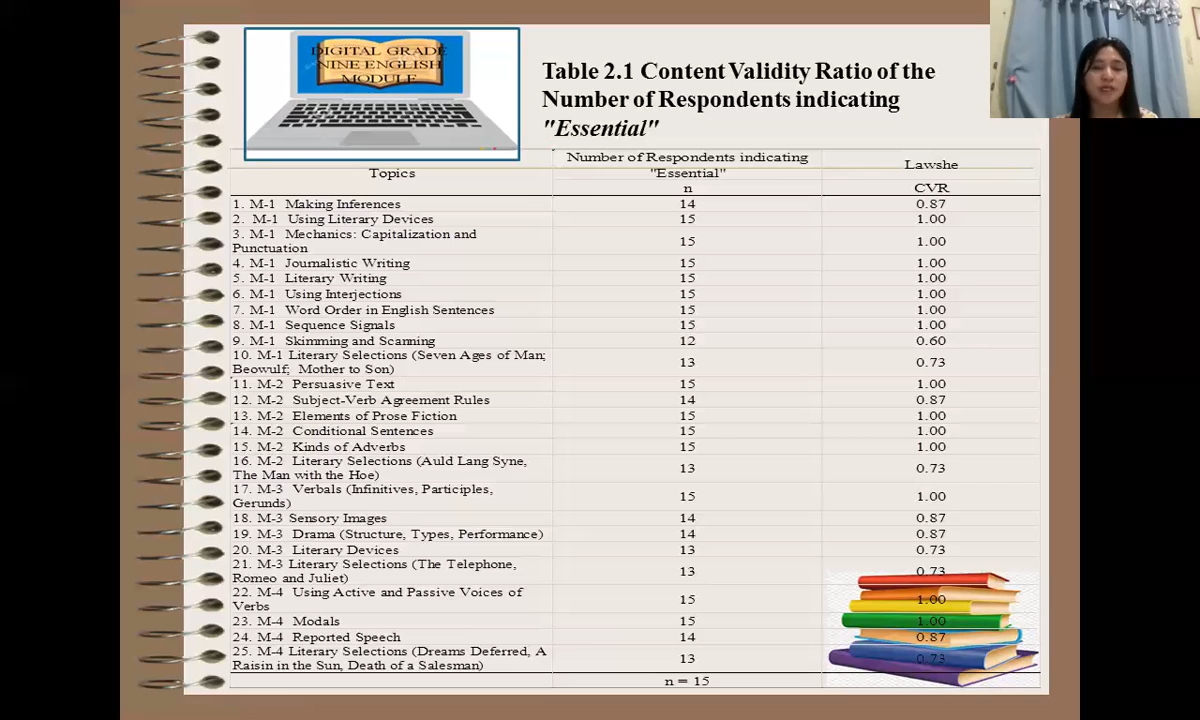 DIGITAL GRADE
NINE ENGLISH
MODULE
Table 2.1 Content Validity Ratio of the
Number of Respondents indicating
"Essential"
Topics
Number of Respondents indicating
"Essential"
n
Lawshe
CVR
1. M-1 Making Inferences 14 0.87
2. M-1 Using Literary Devices 15 1.00
3. M-1 Mechanics: Capitalization and
Punctuation 15 1.00
4. M-1 Journalistic Writing 15 1.00
5. M-1 Literary Writing 15 1.00
6. M-1 Using Interjections 15 1.00
7. M-1 Word Order in English Sentences 15 1.00
8. M-1 Sequence Signals 15 1.00
9. M-1 Skimming and Scanning 12 0.60
10. M-1 Literary Selections (Seven Ages of Man;
Beowulf; Mother to Son) 13 0.73
11. M-2 Persuasive Text 15 1.00
12. M-2 Subject-Verb Agreement Rules 14 0.87
13. M-2 Elements of Prose Fiction 15 1.00
14. M-2 Conditional Sentences 15 1.00
15. M-2 Kinds of Adverbs 15 1.00
16. M-2 Literary Selections (Auld Lang Syne,
The Man with the Hoe) 13 0.73
17. M-3 Verbals (Infinitives, Participles,
Gerunds) 15 1.00
18. M-3 Sensory Images 14 0.87
19. M-3 Drama (Structure, Types, Performance) 14 0.87
20. M-3 Literary Devices 13 0.73
21. M-3 Literary Selections (The Telephone,
Romeo and Juliet) 13 0.73
22. M-4 Using Active and Passive Voices of
Verbs 15 1.00
23. M-4 Modals 15 1.00
24. M-4 Reported Speech 14 0.87
25. M-4 Literary Selections (Dreams Deferred, A
Raisin in the Sun, Death of a Salesman) 13 0.73
n = 15